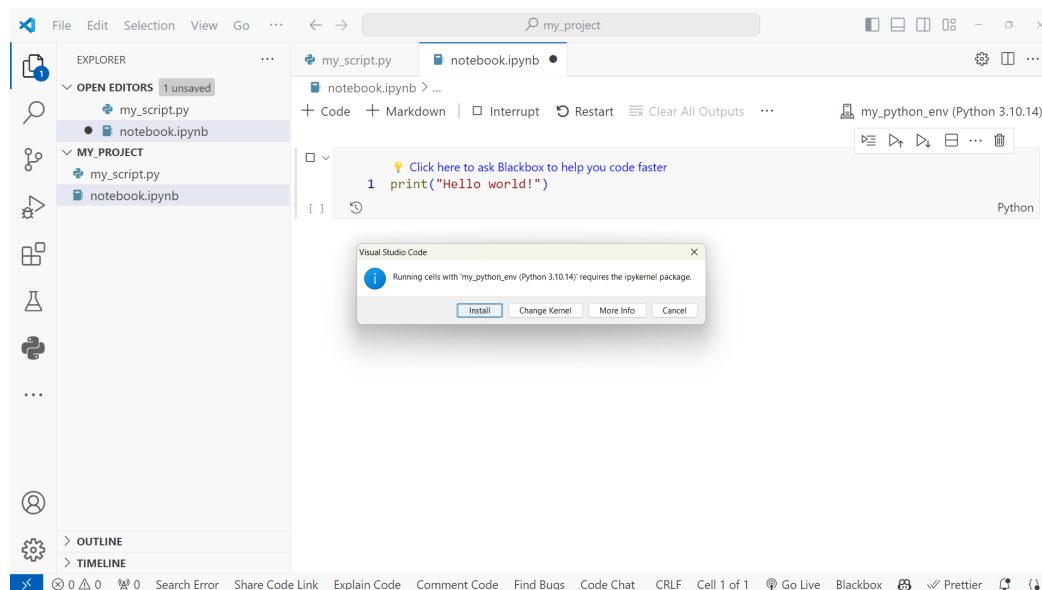 File Edit Selection View Go ··· my_project
EXPLORER ···
OPEN EDITORS 1 unsaved
my_script.py
notebook.ipynb
MY_PROJECT
my_script.py
notebook.ipynb
OUTLINE
TIMELINE
1
my_script.py notebook.ipynb ● ···
notebook.ipynb > ...
+ Code + Markdown | Interrupt Restart Clear All Outputs ··· my_python_env (Python 3.10.14)
Click here to ask Blackbox to help you code faster
1 print("Hello world!")
[ ] Python
Visual Studio Code
Running cells with 'my_python_env (Python 3.10.14)' requires the ipykernel package.
Install Change Kernel More Info Cancel
0 0 0 Search Error Share Code Link Explain Code Comment Code Find Bugs Code Chat CRLF Cell 1 of 1 Go Live Blackbox Prettier {}